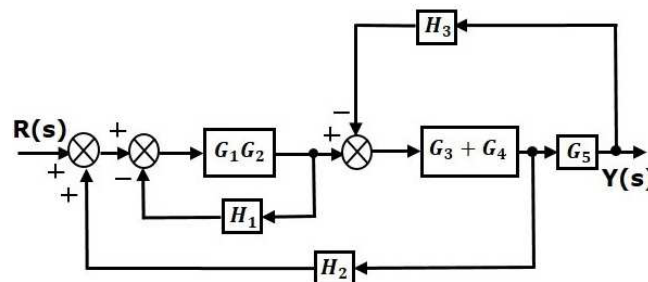 H₃
−
R(s)
+
+
+
−
G₁G₂
+
G₃ + G₄
G₅
Y(s)
H₁
H₂